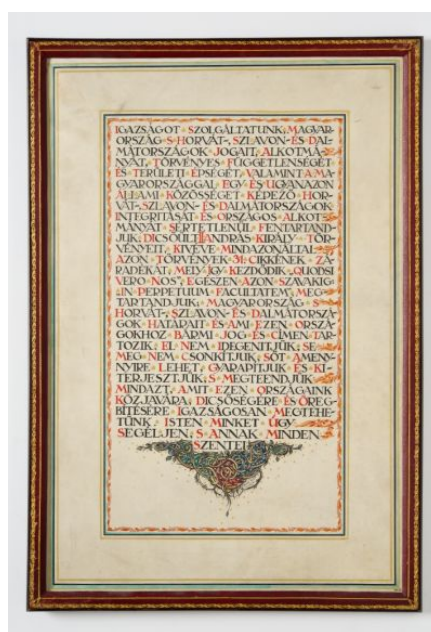 IGAZSÁGOT SZOLGÁLTATUNK; MAGYAR-
ORSZÁG S HORVÁT-, SZLAVON- ÉS DAL-
MÁTORSZÁGOK JOGAIT, ALKOTMÁ-
NYÁT, TÖRVÉNYES FÜGGETLENSÉGÉT
ÉS TERÜLETI ÉPSÉGÉT, VALAMINT A MA-
GYARORSZÁGGAL EGY ÉS UGYANAZON
ÁLLAMI KÖZÖSSÉGET KÉPEZŐ HOR-
VÁT-, SZLAVON- ÉS DALMÁTORSZÁGOK
INTEGRITÁSÁT ÉS ORSZÁGOS ALKOT-
MÁNYÁT SÉRTETLENÜL FENTARTAND-
JUK; DICSŐÜLT II. ANDRÁS KIRÁLY TÖR-
VÉNYEIT, KIVÉVE MINDAZONÁLTAL
AZON TÖRVÉNYEK 31. CIKKÉNEK ZÁ-
RADÉKÁT, MELY ÍGY KEZDŐDIK: „QUODSI
VERO NOS", EGÉSZEN AZON SZAVAKIG:
„IN PERPETUUM FACULTATEM", MEG-
TARTANDJUK; MAGYARORSZÁG S
HORVÁT-, SZLAVON- ÉS DALMÁTORSZÁ-
GOK HATÁRAIT ÉS AMI EZEN ORSZÁ-
GOKHOZ BÁRMI JOG ÉS CÍMEN TAR-
TOZIK: EL NEM IDEGENÍTJÜK, SE
MEG NEM CSONKÍTJUK, SŐT AMENY-
NYIRE LEHET, GYARAPÍTJUK ÉS KI-
TERJESZTJÜK; S MEGTEENDJÜK
MINDAZT, AMIT EZEN ORSZÁGAINK
KÖZJAVÁRA, DICSŐSÉGÉRE ÉS ÖREG-
BÍTÉSÉRE IGAZSÁGOSAN MEGTEHE-
TÜNK. ISTEN MINKET ÚGY
SEGÉLJEN, S ANNAK MINDEN
SZENTEI